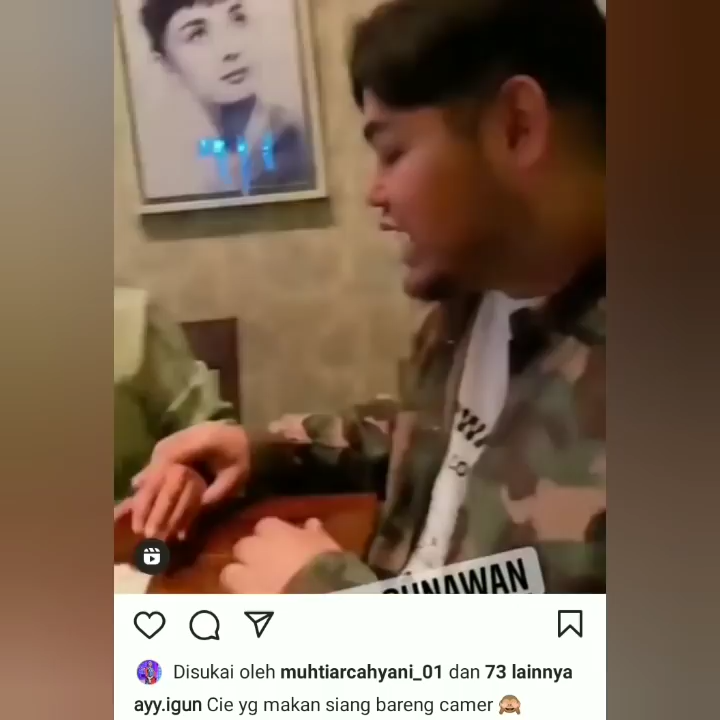 GUNAWAN
Disukai oleh muhtiarcahyani_01 dan 73 lainnya
ayy.igun Cie yg makan siang bareng camer 🙈